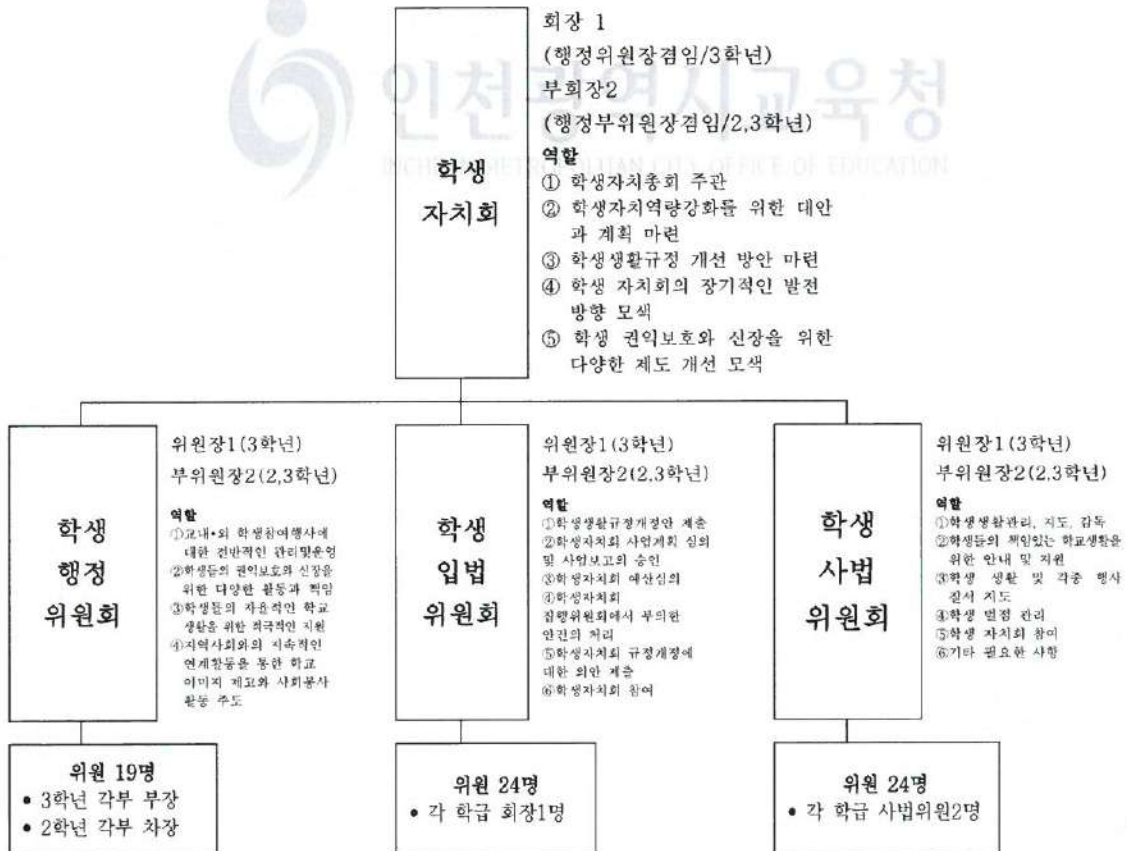 인천광역시교육청
INCHEON METROPOLITAN CITY OFFICE OF EDUCATION
학생
자치회
회장 1
(행정위원장겸임/3학년)
부회장2
(행정부위원장겸임/2,3학년)
역할
① 학생자치총회 주관
② 학생자치역량강화를 위한 대안
과 계획 마련
③ 학생생활규정 개선 방안 마련
④ 학생 자치회의 장기적인 발전
방향 모색
⑤ 학생 권익보호와 신장을 위한
다양한 제도 개선 모색
학생
행정
위원회
위원장1(3학년)
부위원장2(2,3학년)
역할
①교내•외 학생참여행사에
대한 전반적인 관리및운영
②학생들의 권익보호와 신장을
위한 다양한 활동과 책임
③학생들의 자율적인 학교
생활을 위한 적극적인 지원
④지역사회와의 지속적인
연계활동을 통한 학교
이미지 제고와 사회봉사
활동 주도
위원 19명
• 3학년 각부 부장
• 2학년 각부 차장
학생
입법
위원회
위원장1(3학년)
부위원장2(2,3학년)
역할
①학생생활규정개정안 제출
②학생자치회 사업계획 심의
및 사업보고의 승인
③학생자치회 예산심의
④학생자치회
집행위원회에서 부의한
안건의 처리
⑤학생자치회 규정개정에
대한 의안 제출
⑥학생자치회 참여
위원 24명
• 각 학급 회장1명
학생
사법
위원회
위원장1(3학년)
부위원장2(2,3학년)
역할
①학생생활관리, 지도, 감독
②학생들의 책임있는 학교생활을
위한 안내 및 지원
③학생 생활 및 각종 행사
질서 지도
④학생 벌점 관리
⑤학생 자치회 참여
⑥기타 필요한 사항
위원 24명
• 각 학급 사법위원2명